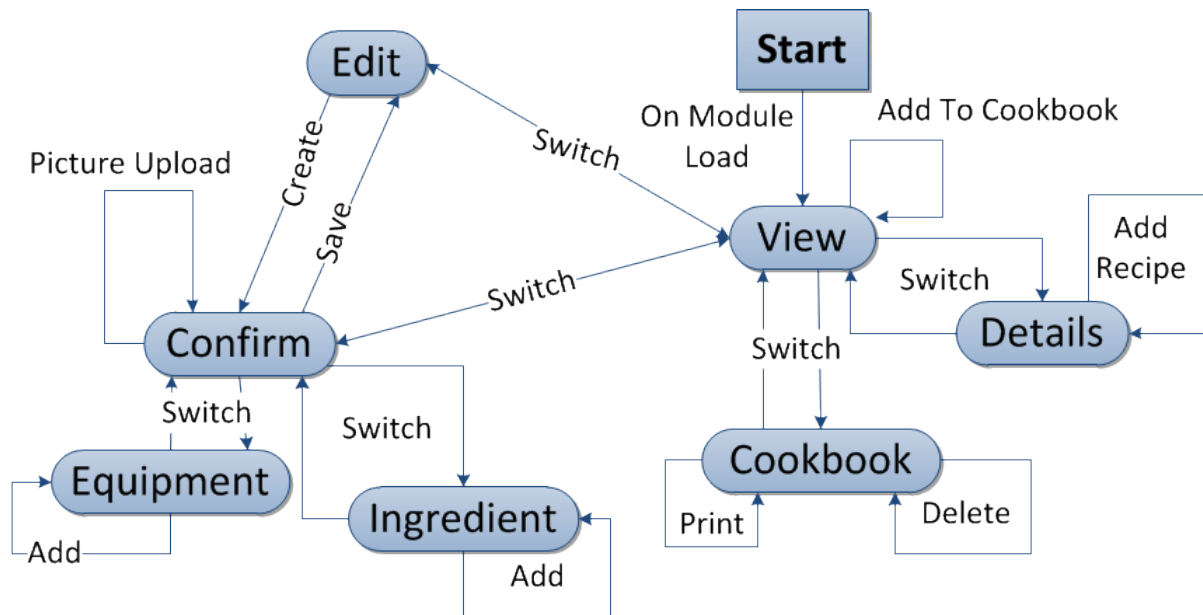 Start
Edit
On Module
Load
Add To Cookbook
Switch
Create
Picture Upload
Save
View
Add
Recipe
Switch
Switch
Details
Confirm
Switch
Switch
Switch
Cookbook
Equipment
Ingredient
Print
Delete
Add
Add